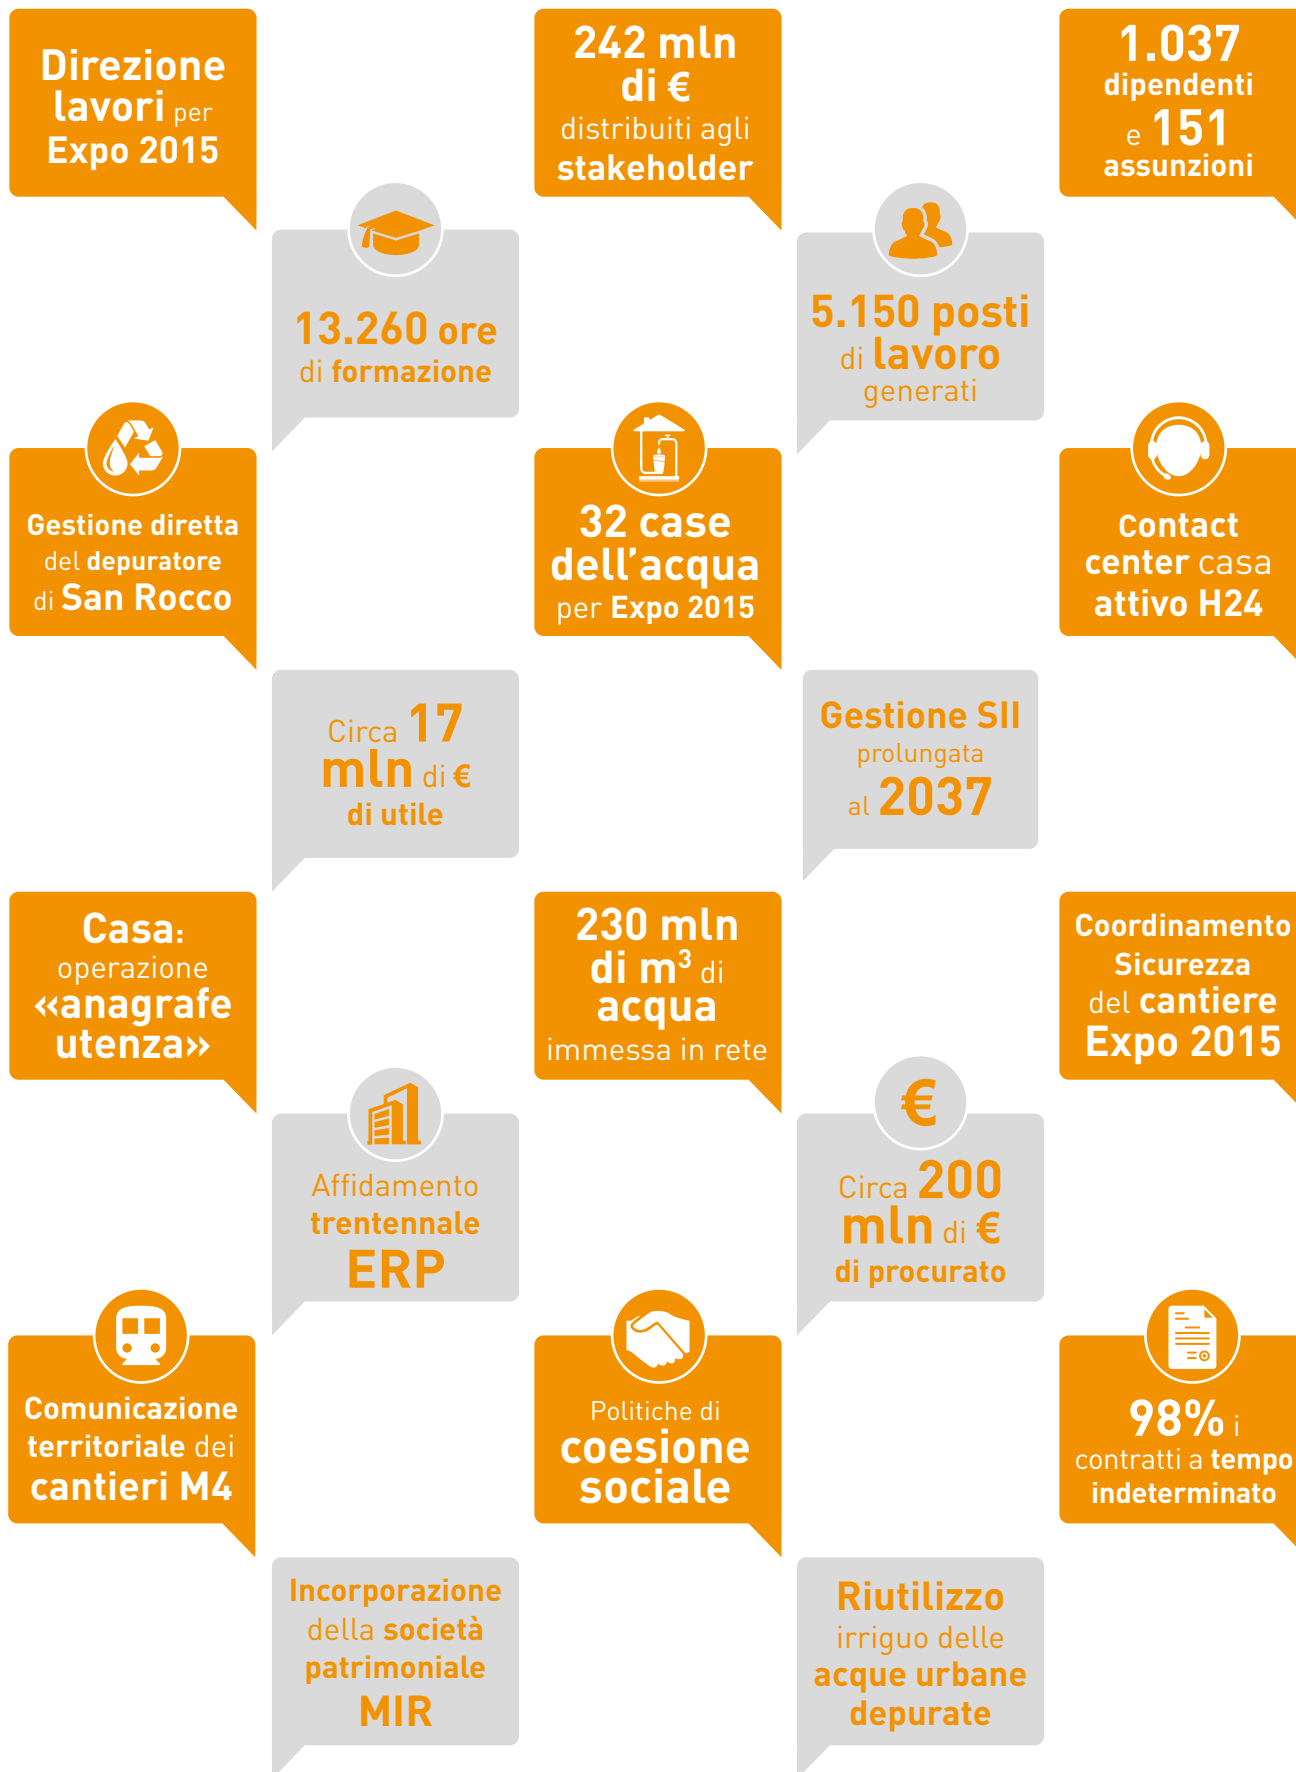 Direzione
lavori per
Expo 2015
242 mln
di €
distribuiti agli
stakeholder
1.037
dipendenti
e 151
assunzioni
13.260 ore
di formazione
5.150 posti
di lavoro
generati
Gestione diretta
del depuratore
di San Rocco
32 case
dell’acqua
per Expo 2015
Contact
center casa
attivo H24
Circa 17
mln di €
di utile
Gestione SII
prolungata
al 2037
Casa:
operazione
«anagrafe
utenza»
230 mln
di m³ di
acqua
immessa in rete
Coordinamento
Sicurezza
del cantiere
Expo 2015
Affidamento
trentennale
ERP
€
Circa 200
mln di €
di procurato
Comunicazione
territoriale dei
cantieri M4
Politiche di
coesione
sociale
98% i
contratti a tempo
indeterminato
Incorporazione
della società
patrimoniale
MIR
Riutilizzo
irriguo delle
acque urbane
depurate